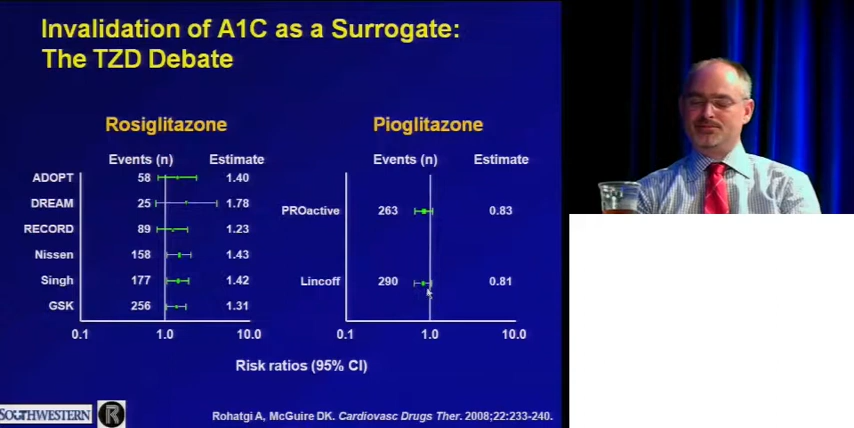 Invalidation of A1C as a Surrogate:
The TZD Debate
Rosiglitazone
Events (n) Estimate
ADOPT 58 1.40
DREAM 25 1.78
RECORD 89 1.23
Nissen 158 1.43
Singh 177 1.42
GSK 256 1.31
0.1 1.0 10.0
Pioglitazone
Events (n) Estimate
PROactive 263 0.83
Lincoff 290 0.81
0.1 1.0 10.0
Risk ratios (95% CI)
SOUTHWESTERN
R
Rohatgi A, McGuire DK. Cardiovasc Drugs Ther. 2008;22:233-240.